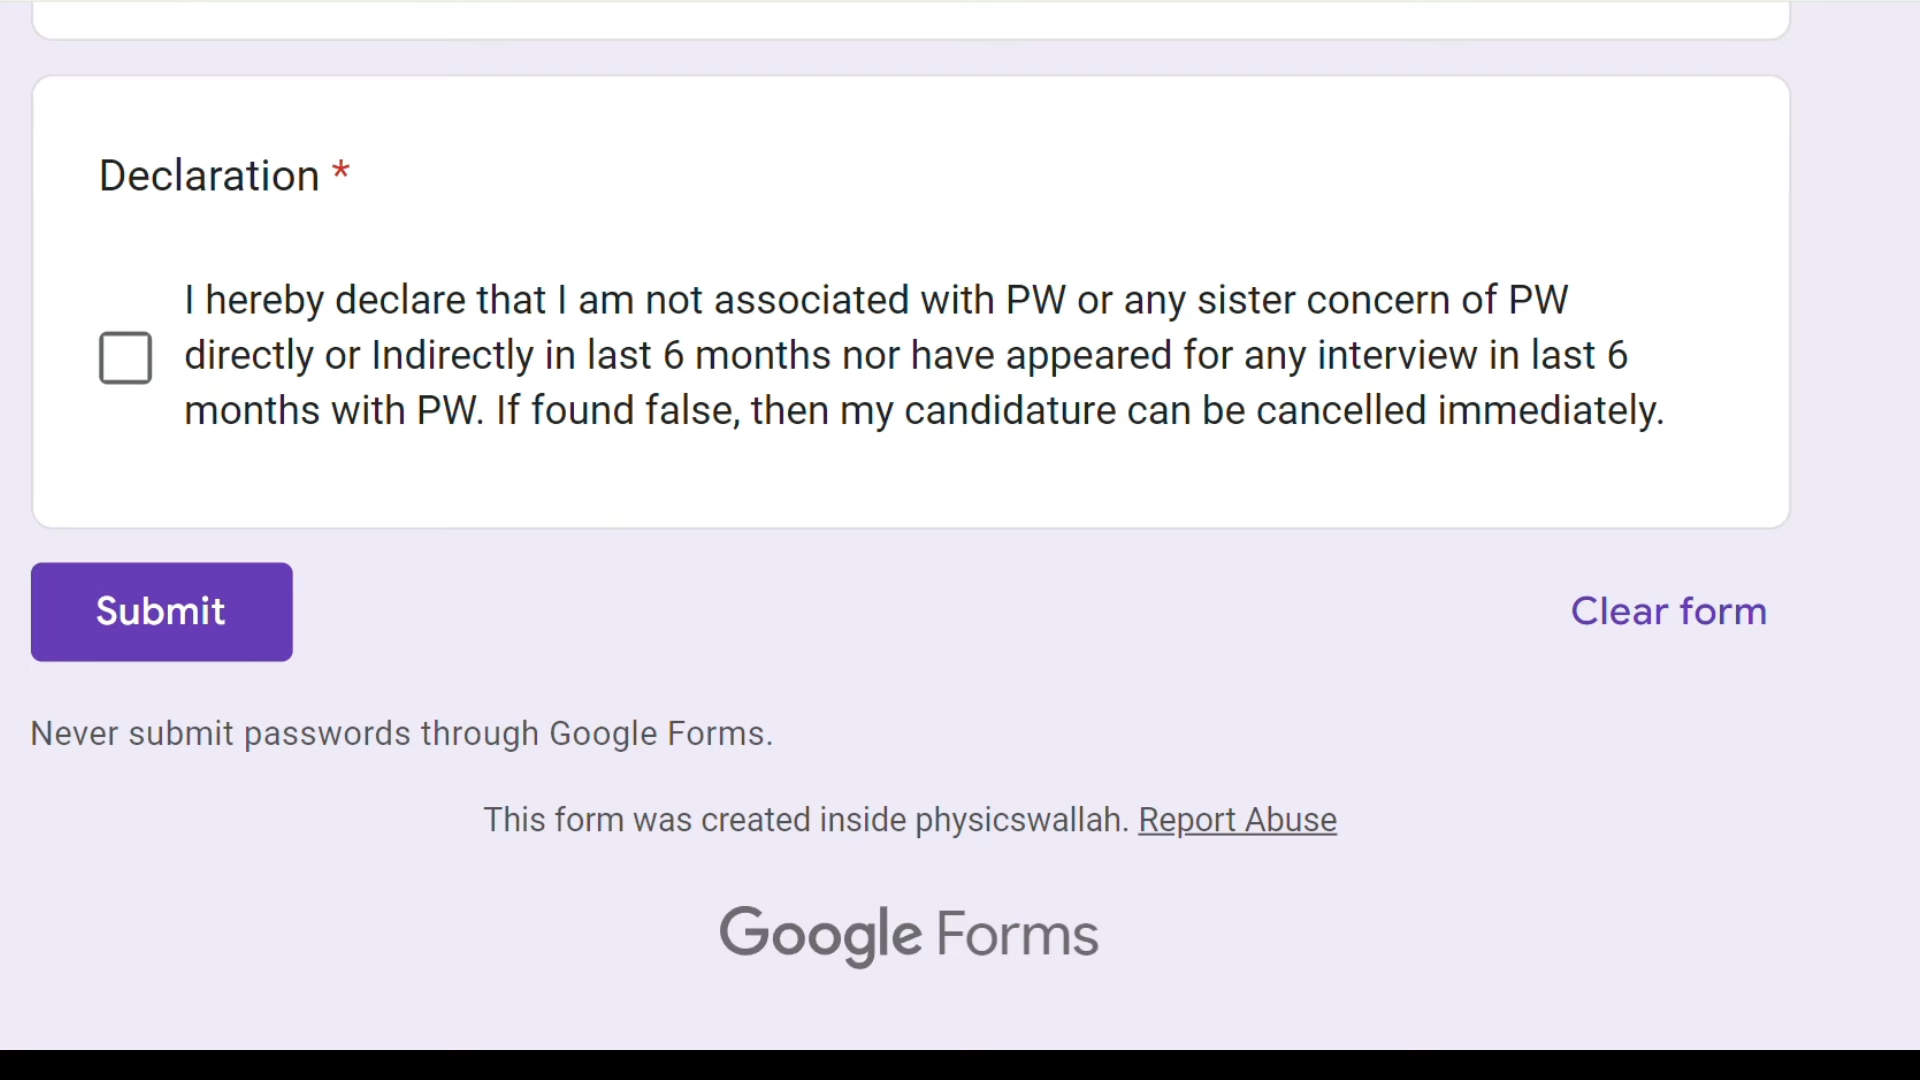 Declaration *
I hereby declare that I am not associated with PW or any sister concern of PW
directly or Indirectly in last 6 months nor have appeared for any interview in last 6
months with PW. If found false, then my candidature can be cancelled immediately.
Submit
Clear form
Never submit passwords through Google Forms.
This form was created inside physicswallah. Report Abuse
Google Forms